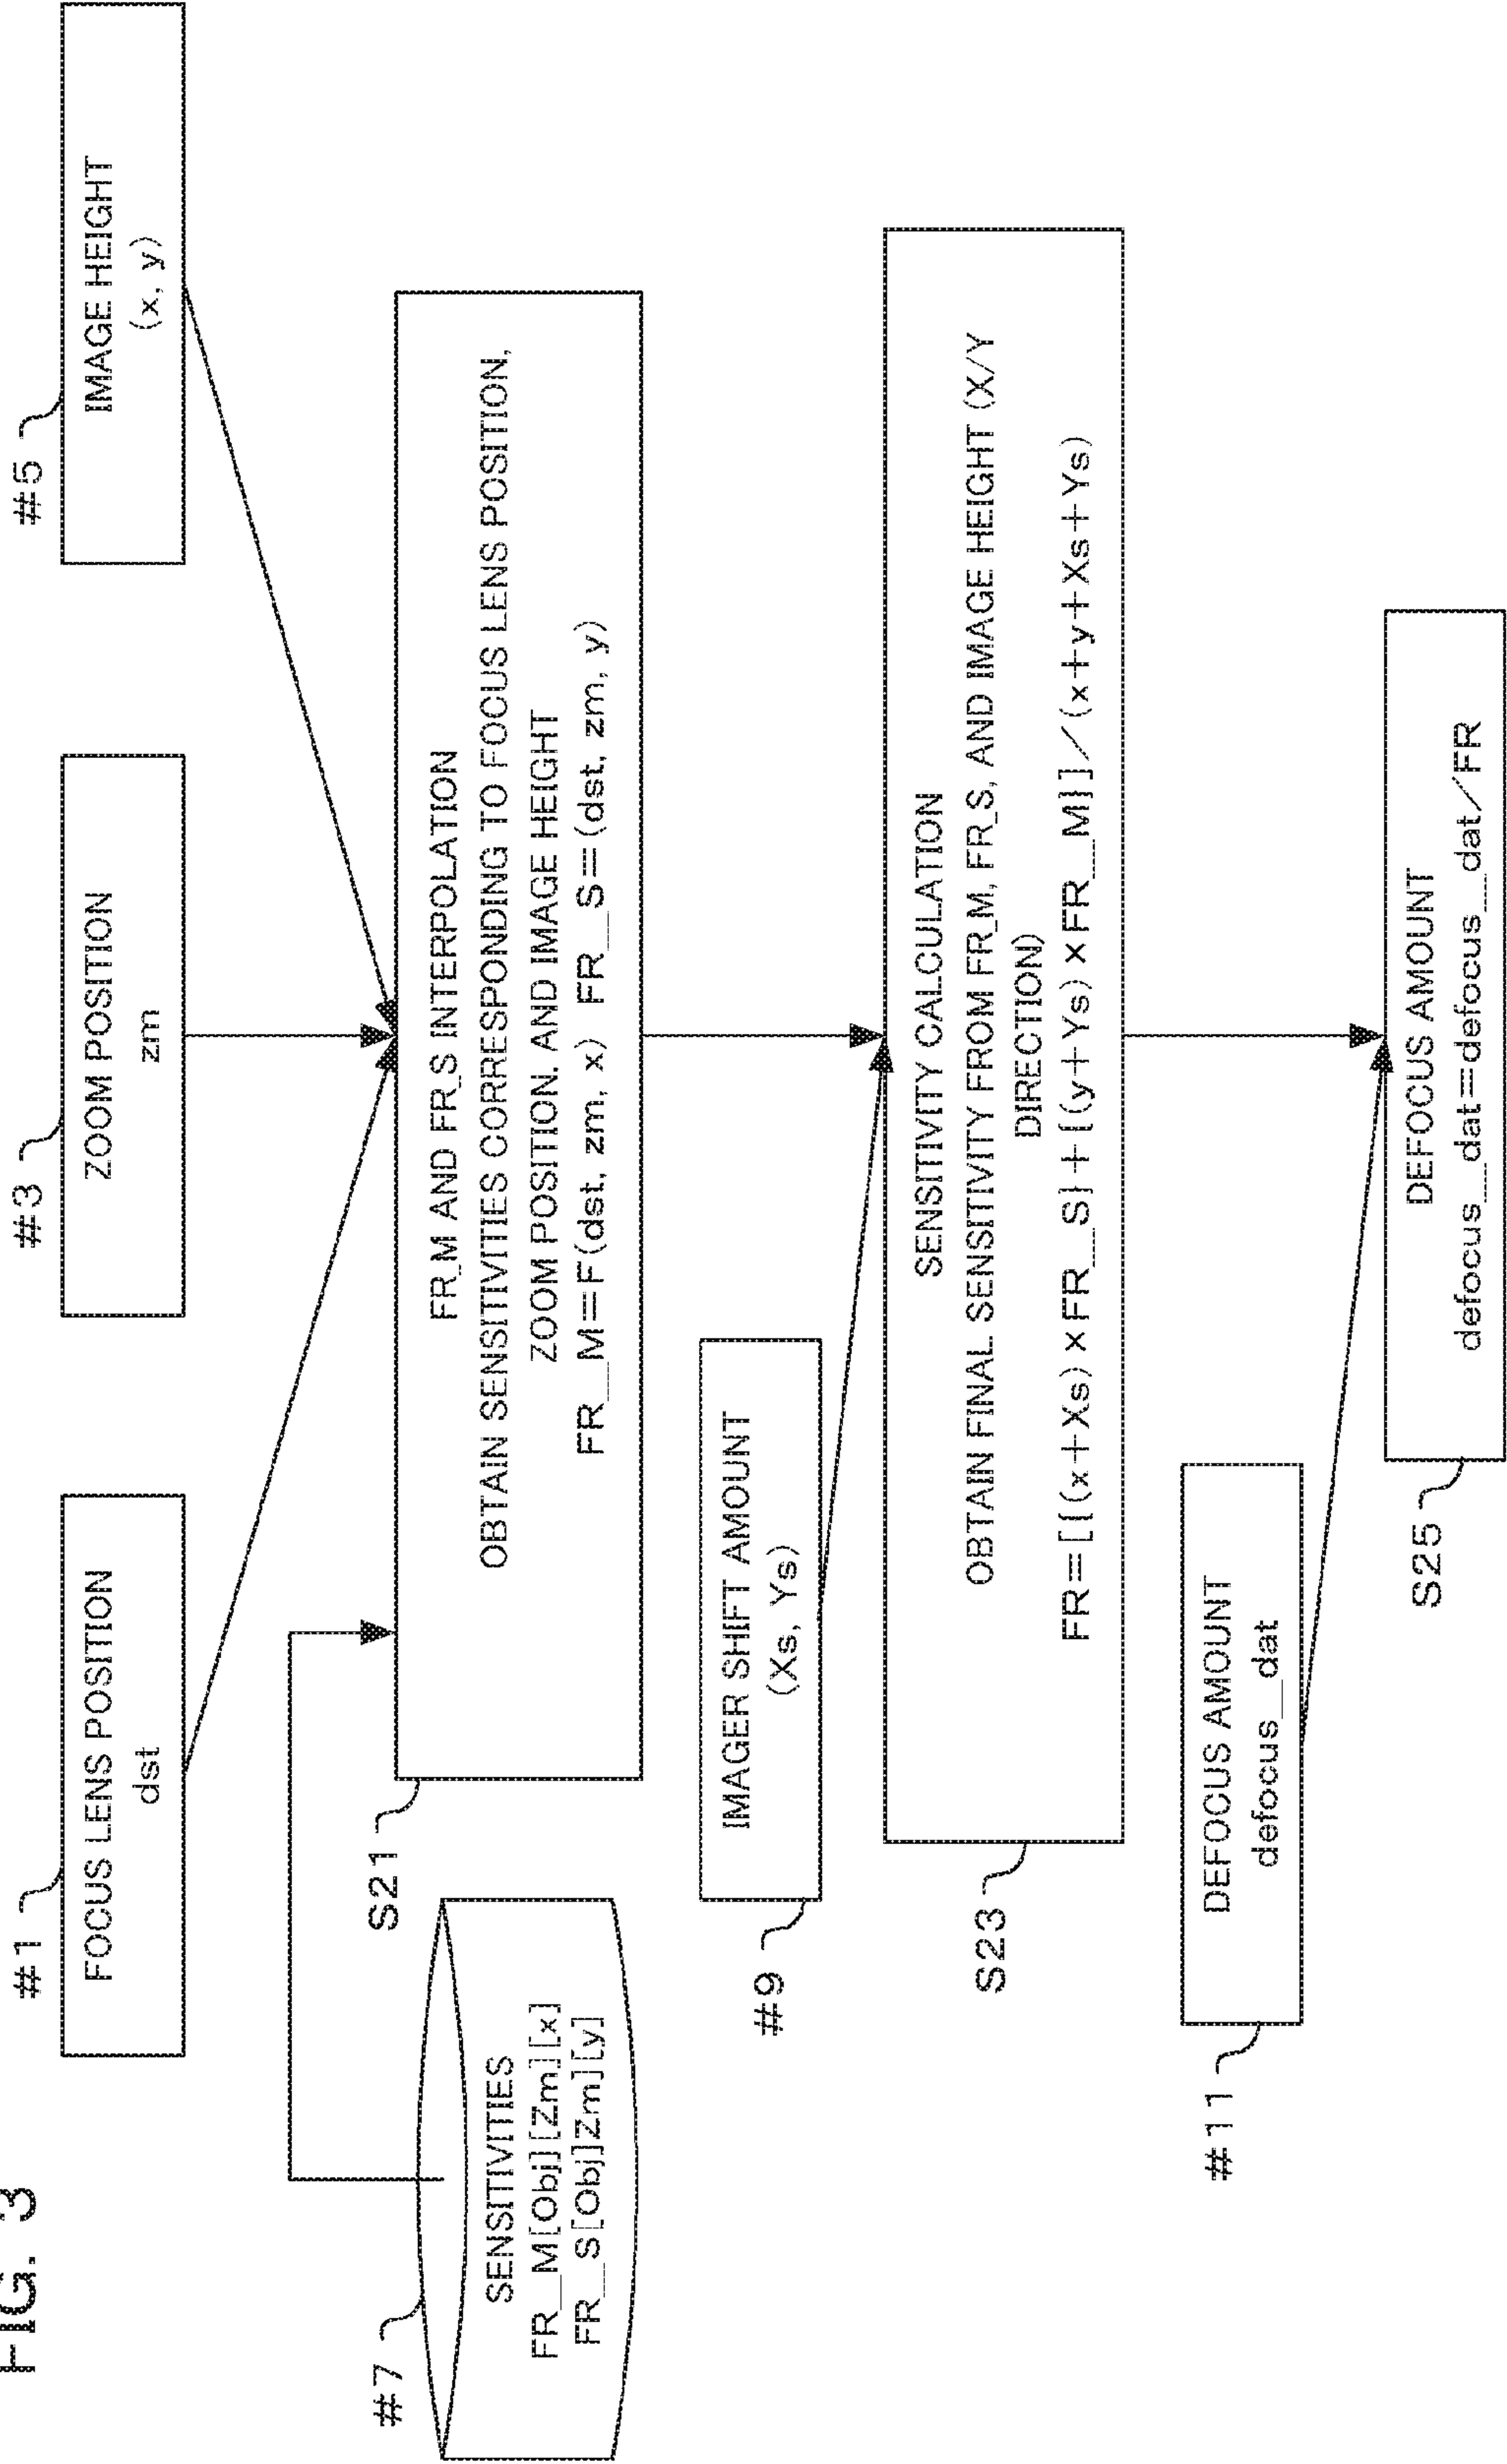 FIG. 3
#1
FOCUS LENS POSITION
dst
#3
ZOOM POSITION
zm
#5
IMAGE HEIGHT
(x, y)
#7
SENSITIVITIES
FR_M[Obj][Zm][x]
FR_S[Obj]Zm][y]
S21
FR_M AND FR_S INTERPOLATION
OBTAIN SENSITIVITIES CORRESPONDING TO FOCUS LENS POSITION,
ZOOM POSITION, AND IMAGE HEIGHT
FR_M=F(dst, zm, x) FR_S=(dst, zm, y)
#9
IMAGER SHIFT AMOUNT
(Xs, Ys)
S23
SENSITIVITY CALCULATION
OBTAIN FINAL SENSITIVITY FROM FR_M, FR_S, AND IMAGE HEIGHT (X/Y
DIRECTION)
FR=[{(x+Xs)×FR_S}+{(y+Ys)×FR_M}]/(x+y+Xs+Ys)
#11
DEFOCUS AMOUNT
defocus_dat
S25
DEFOCUS AMOUNT
defocus_dat=defocus_dat/FR